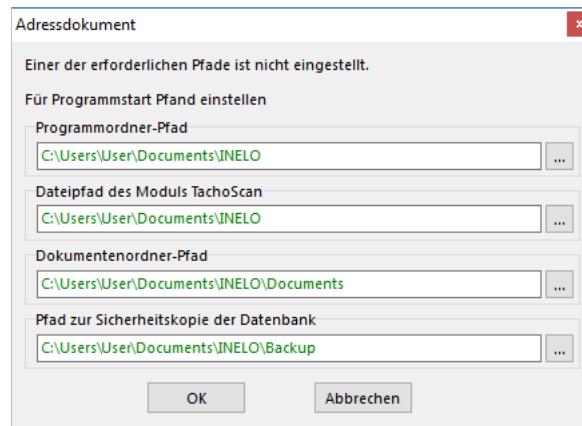 Adressdokument
Einer der erforderlichen Pfade ist nicht eingestellt.
Für Programmstart Pfand einstellen
Programmordner-Pfad
C:\Users\User\Documents\INELO
...
Dateipfad des Moduls TachoScan
C:\Users\User\Documents\INELO
...
Dokumentenordner-Pfad
C:\Users\User\Documents\INELO\Documents
...
Pfad zur Sicherheitskopie der Datenbank
C:\Users\User\Documents\INELO\Backup
...
OK Abbrechen